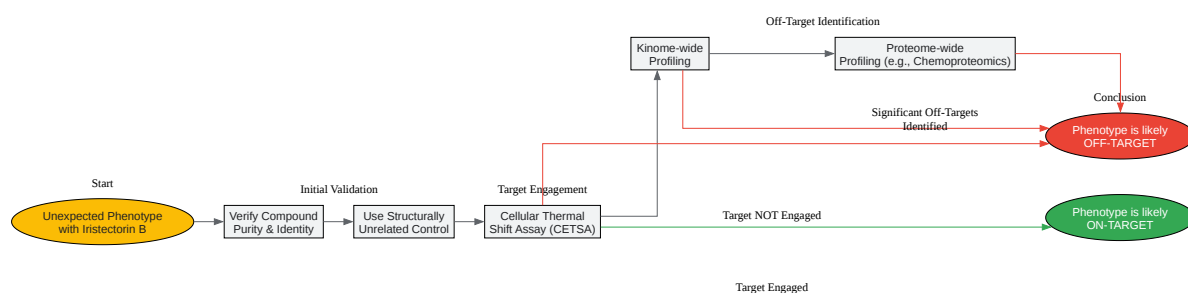 Off-Target Identification
Kinome-wide
Profiling
Proteome-wide
Profiling (e.g., Chemoproteomics)
Conclusion
Significant Off-Targets
Identified
Phenotype is likely
OFF-TARGET
Start
Initial Validation
Target Engagement
Unexpected Phenotype
with Iristectorin B
Verify Compound
Purity & Identity
Use Structurally
Unrelated Control
Cellular Thermal
Shift Assay (CETSA)
Target NOT Engaged
Phenotype is likely
ON-TARGET
Target Engaged